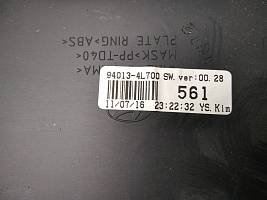 PLATE RING>ABS<
MASK>PP-TD40<
94013-4L700 SW. ver:00. 28
561
11/07/16 23:22:32 YS. Kim